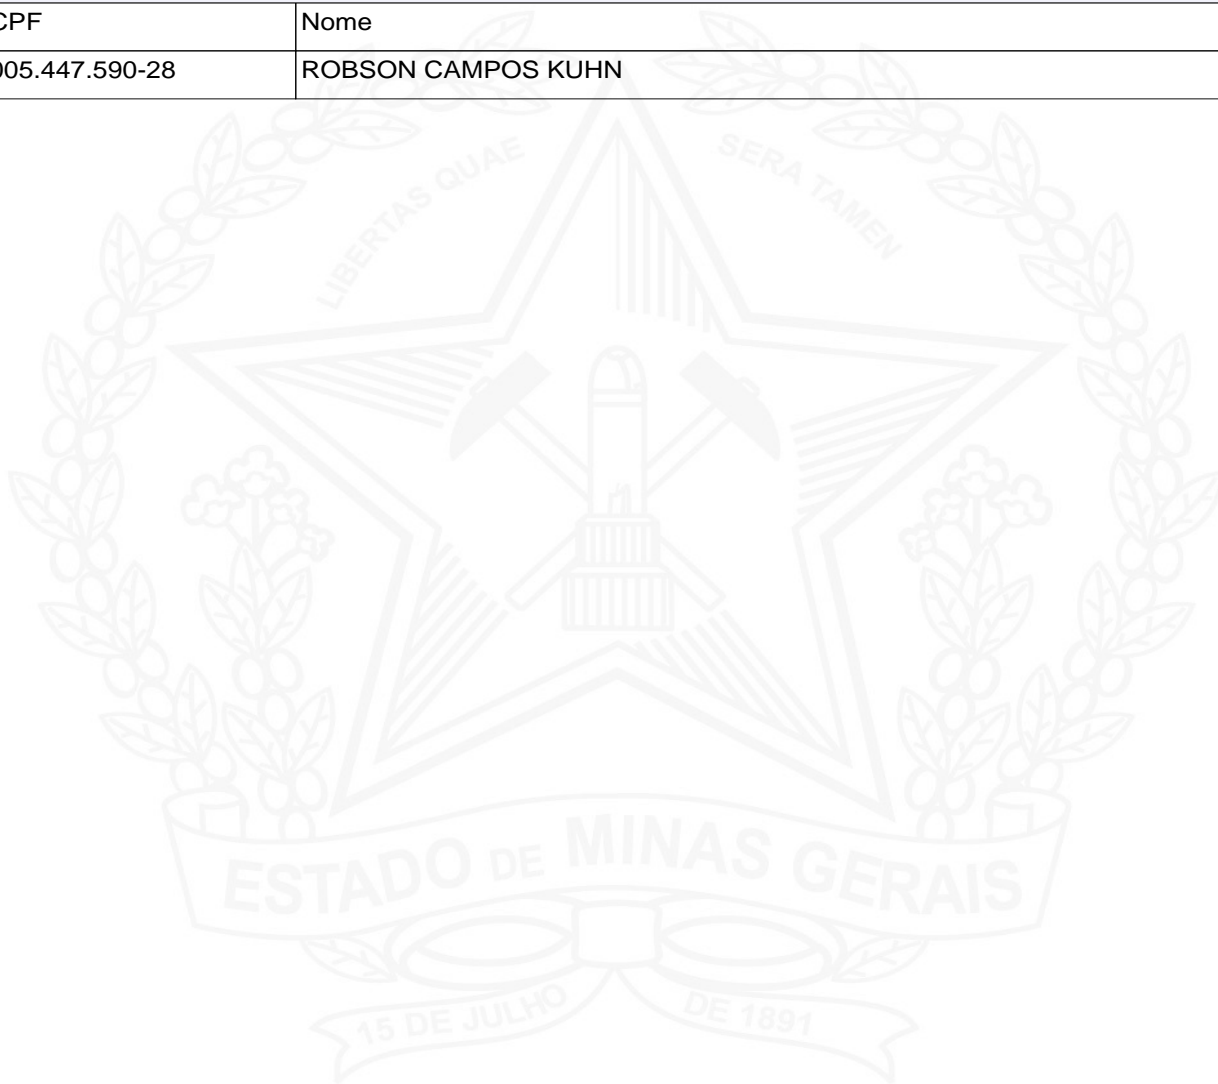 CPF Nome
005.447.590-28 ROBSON CAMPOS KUHN
LIBERTAS QUAE SERA TAMEN
ESTADO DE MINAS GERAIS
15 DE JULHO DE 1891